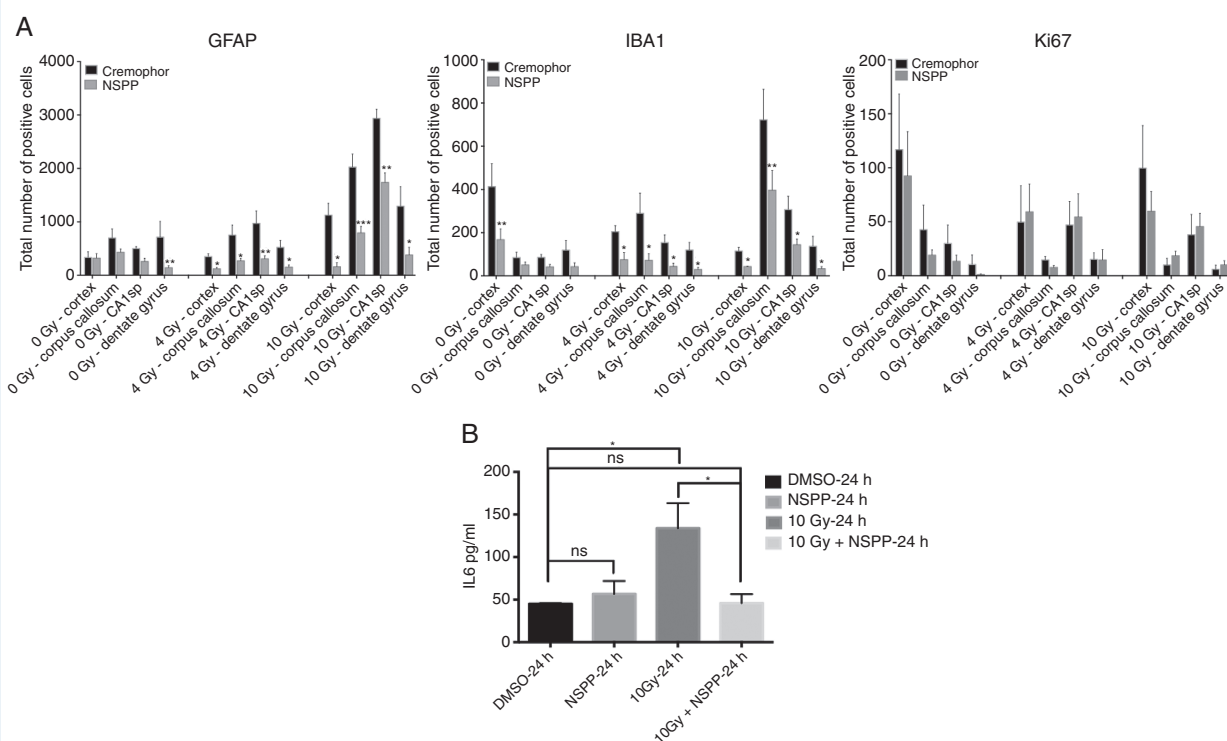 A
GFAP
Total number of positive cells
4000
3000
2000
1000
0
Cremophor
NSPP
**
*
*
**
*
*
***
**
*
0 Gy - cortex
0 Gy - corpus callosum
0 Gy - CA1sp
0 Gy - dentate gyrus
4 Gy - cortex
4 Gy - corpus callosum
4 Gy - CA1sp
4 Gy - dentate gyrus
10 Gy - cortex
10 Gy - corpus callosum
10 Gy - CA1sp
10 Gy - dentate gyrus
IBA1
Total number of positive cells
1000
800
600
400
200
0
Cremophor
NSPP
**
*
*
*
*
*
**
*
*
0 Gy - cortex
0 Gy - corpus callosum
0 Gy - CA1sp
0 Gy - dentate gyrus
4 Gy - cortex
4 Gy - corpus callosum
4 Gy - CA1sp
4 Gy - dentate gyrus
10 Gy - cortex
10 Gy - corpus callosum
10 Gy - CA1sp
10 Gy - dentate gyrus
Ki67
Total number of positive cells
200
150
100
50
0
Cremophor
NSPP
0 Gy - cortex
0 Gy - corpus callosum
0 Gy - CA1sp
0 Gy - dentate gyrus
4 Gy - cortex
4 Gy - corpus callosum
4 Gy - CA1sp
4 Gy - dentate gyrus
10 Gy - cortex
10 Gy - corpus callosum
10 Gy - CA1sp
10 Gy - dentate gyrus
B
IL6 pg/ml
200
150
100
50
0
*
ns
*
ns
DMSO-24 h
NSPP-24 h
10Gy-24 h
10Gy + NSPP-24 h
DMSO-24 h
NSPP-24 h
10 Gy-24 h
10 Gy + NSPP-24 h